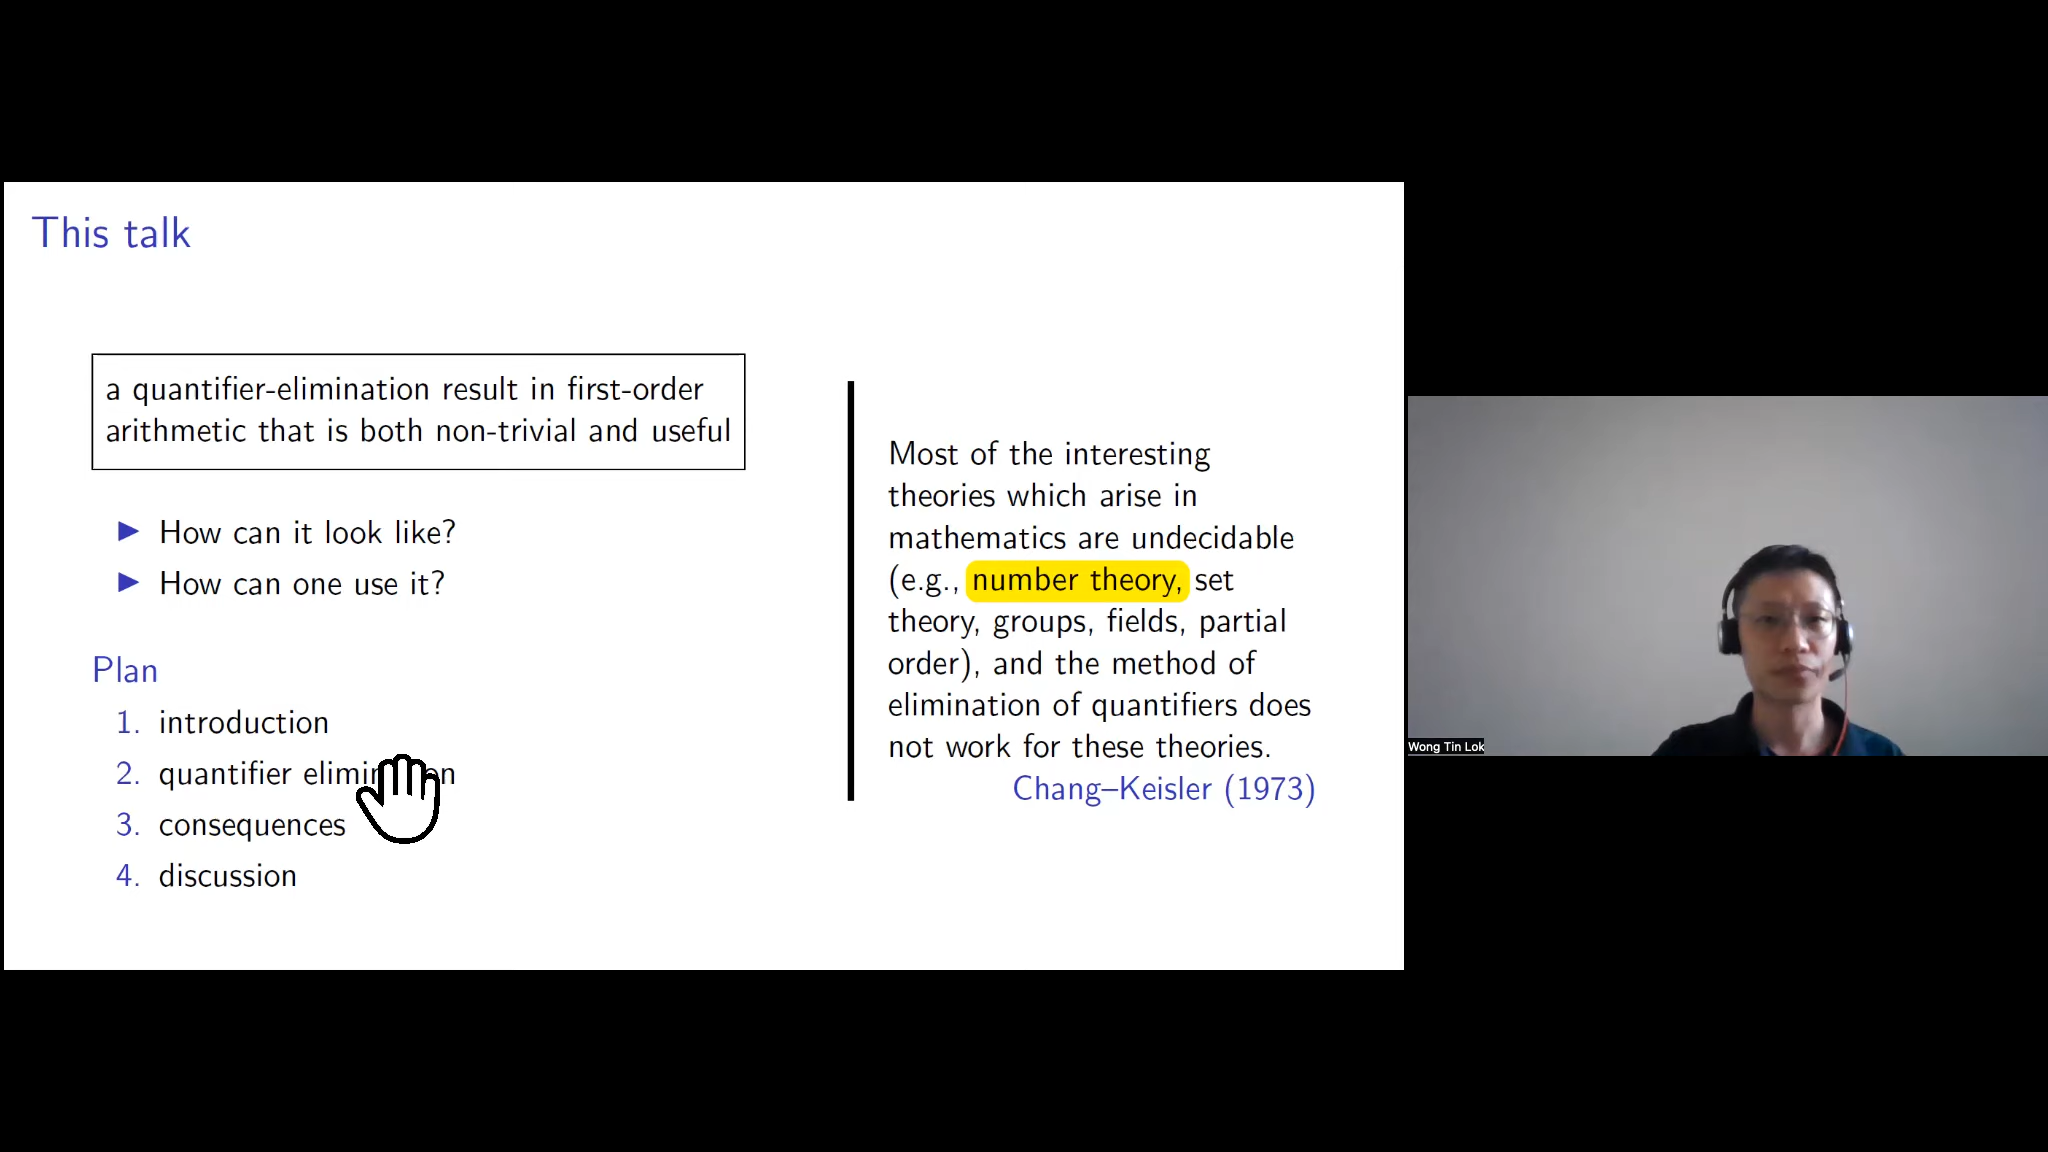 This talk
a quantifier-elimination result in first-order
arithmetic that is both non-trivial and useful
▶ How can it look like?
▶ How can one use it?
Plan
1. introduction
2. quantifier
3. consequences
4. discussion
Most of the interesting
theories which arise in
mathematics are undecidable
(e.g., number theory, set
theory, groups, fields, partial
order), and the method of
elimination of quantifiers does
not work for these theories.
Chang–Keisler (1973)
Wong Tin Lok